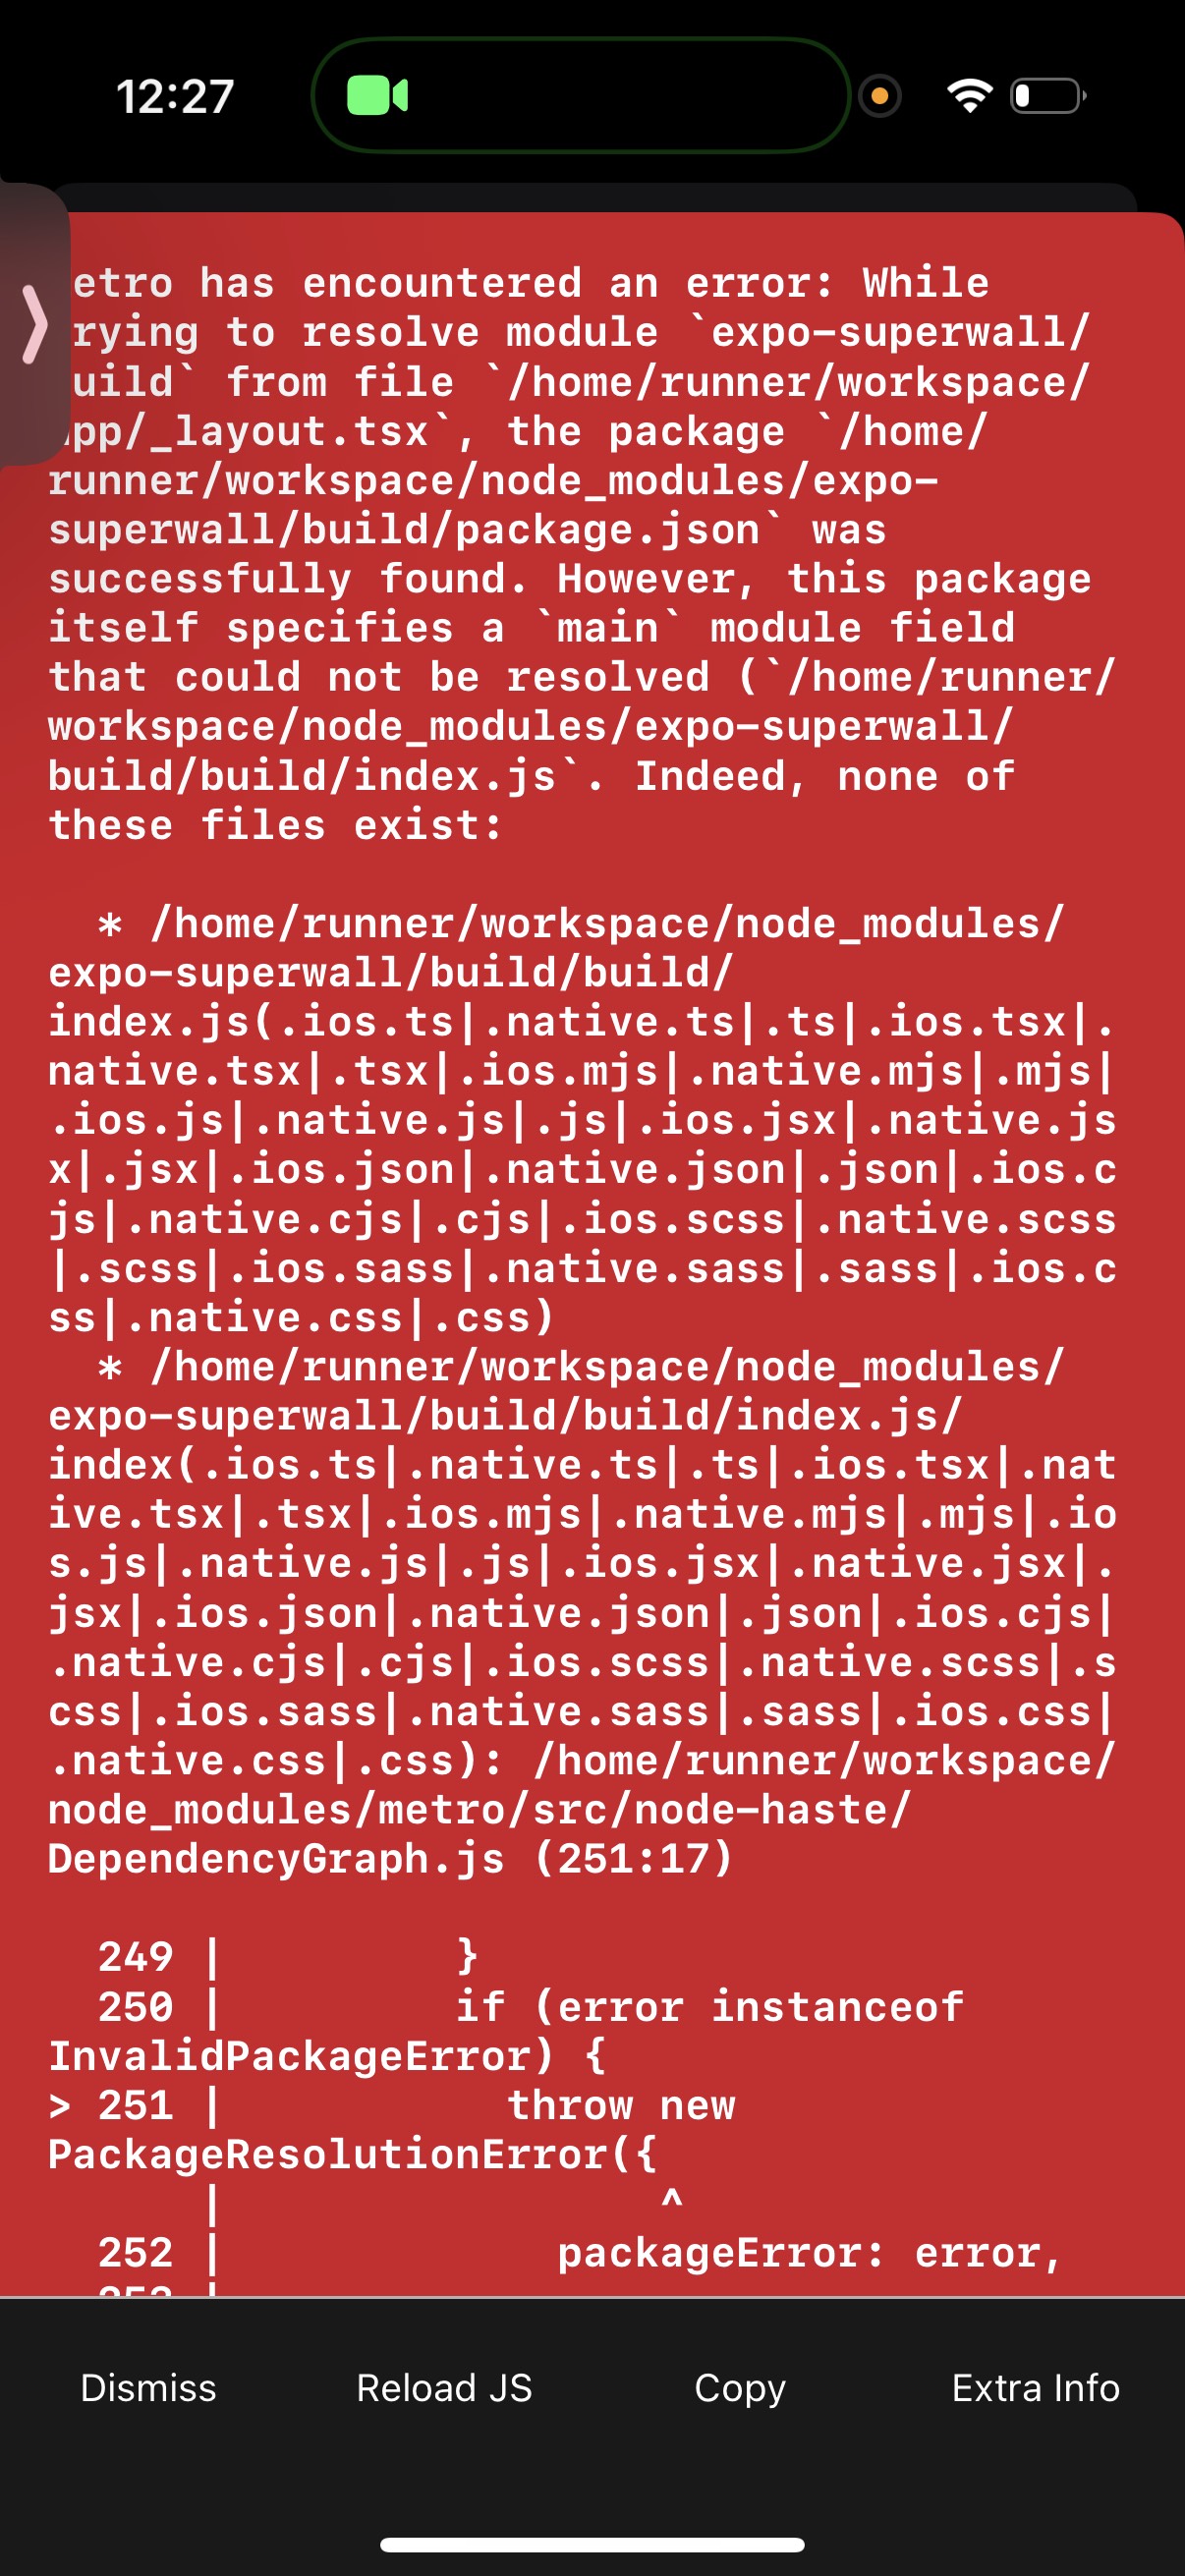 12:27
etro has encountered an error: While
rying to resolve module `expo-superwall/
uild` from file `/home/runner/workspace/
pp/_layout.tsx`, the package `/home/
runner/workspace/node_modules/expo-
superwall/build/package.json` was
successfully found. However, this package
itself specifies a `main` module field
that could not be resolved (`/home/runner/
workspace/node_modules/expo-superwall/
build/build/index.js`. Indeed, none of
these files exist:
* /home/runner/workspace/node_modules/
expo-superwall/build/build/
index.js(.ios.ts|.native.ts|.ts|.ios.tsx|.
native.tsx|.tsx|.ios.mjs|.native.mjs|.mjs|
.ios.js|.native.js|.js|.ios.jsx|.native.js
x|.jsx|.ios.json|.native.json|.json|.ios.c
js|.native.cjs|.cjs|.ios.scss|.native.scss
|.scss|.ios.sass|.native.sass|.sass|.ios.c
ss|.native.css|.css)
* /home/runner/workspace/node_modules/
expo-superwall/build/build/index.js/
index(.ios.ts|.native.ts|.ts|.ios.tsx|.nat
ive.tsx|.tsx|.ios.mjs|.native.mjs|.mjs|.io
s.js|.native.js|.js|.ios.jsx|.native.jsx|.
jsx|.ios.json|.native.json|.json|.ios.cjs|
.native.cjs|.cjs|.ios.scss|.native.scss|.s
css|.ios.sass|.native.sass|.sass|.ios.css|
.native.css|.css): /home/runner/workspace/
node_modules/metro/src/node-haste/
DependencyGraph.js (251:17)
249 | }
250 | if (error instanceof
InvalidPackageError) {
> 251 | throw new
PackageResolutionError({
| ^
252 | packageError: error,
Dismiss
Reload JS
Copy
Extra Info